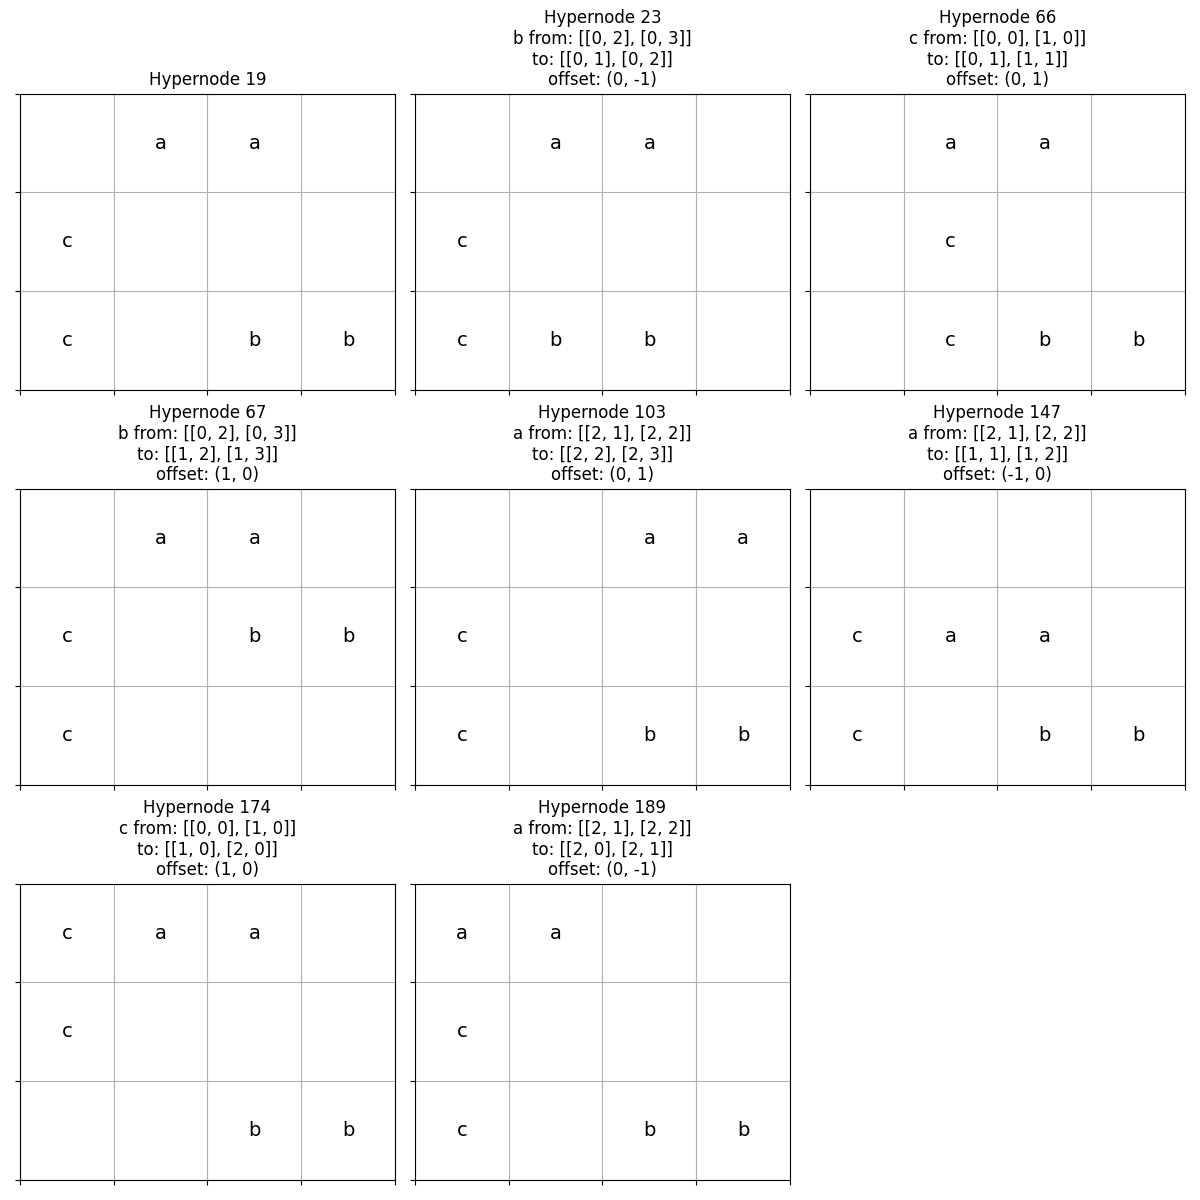 Hypernode 19
a a
c
c b b
Hypernode 23
b from: [[0, 2], [0, 3]]
to: [[0, 1], [0, 2]]
offset: (0, -1)
a a
c
c b b
Hypernode 66
c from: [[0, 0], [1, 0]]
to: [[0, 1], [1, 1]]
offset: (0, 1)
a a
c
c b b
Hypernode 67
b from: [[0, 2], [0, 3]]
to: [[1, 2], [1, 3]]
offset: (1, 0)
a a
c b b
c
Hypernode 103
a from: [[2, 1], [2, 2]]
to: [[2, 2], [2, 3]]
offset: (0, 1)
a a
c
c b b
Hypernode 147
a from: [[2, 1], [2, 2]]
to: [[1, 1], [1, 2]]
offset: (-1, 0)
c a a
c b b
Hypernode 174
c from: [[0, 0], [1, 0]]
to: [[1, 0], [2, 0]]
offset: (1, 0)
c a a
c
b b
Hypernode 189
a from: [[2, 1], [2, 2]]
to: [[2, 0], [2, 1]]
offset: (0, -1)
a a
c
c b b